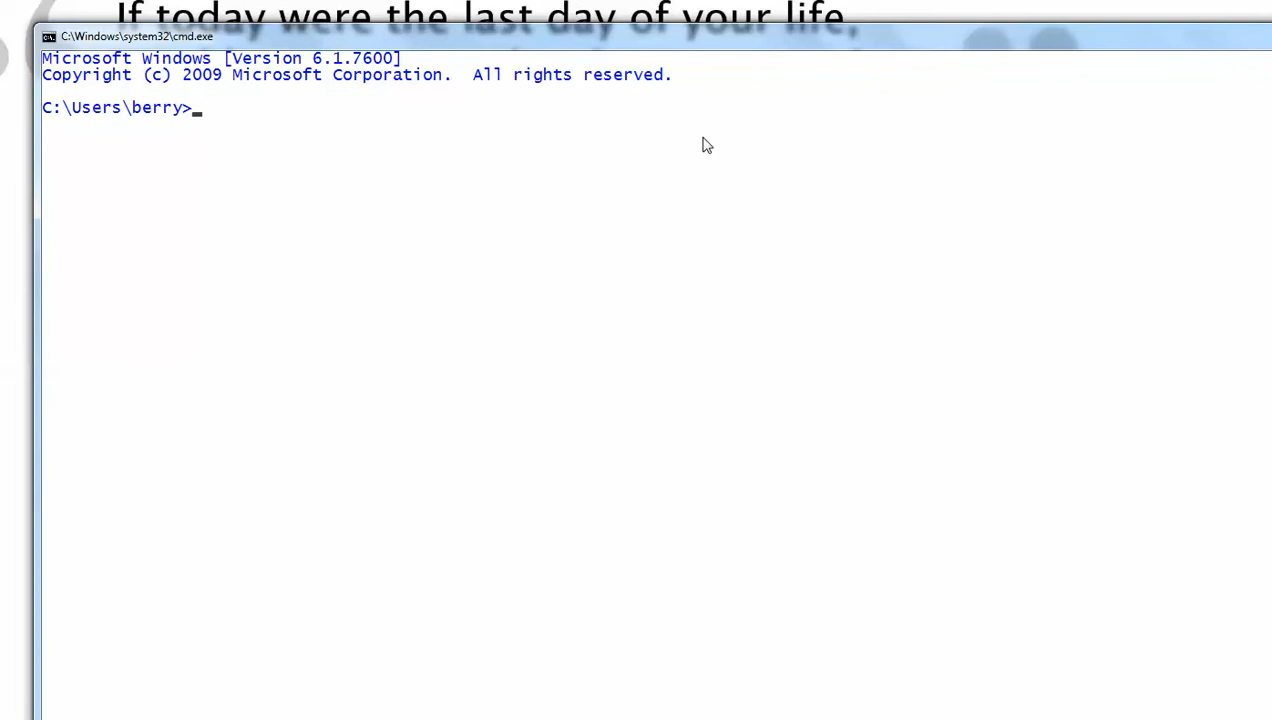 If today were the last day of your life,
C:\Windows\system32\cmd.exe
Microsoft Windows [Version 6.1.7600]
Copyright (c) 2009 Microsoft Corporation.  All rights reserved.
C:\Users\berry>_